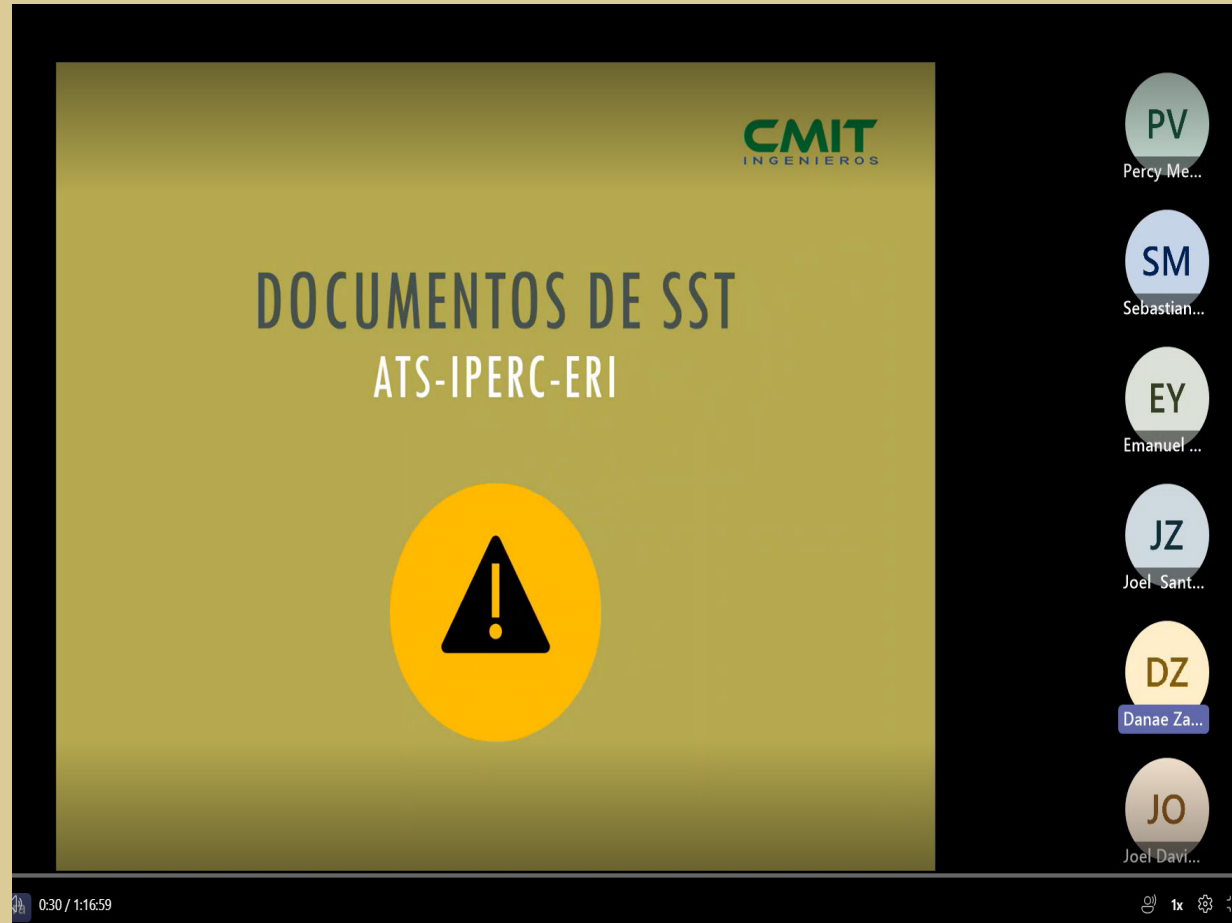 CMIT
INGENIEROS
DOCUMENTOS DE SST
ATS-IPERC-ERI
PV
Percy Me...
SM
Sebastian...
EY
Emanuel ...
JZ
Joel Sant...
DZ
Danae Za...
JO
Joel Davi...
0:30 / 1:16:59
1x